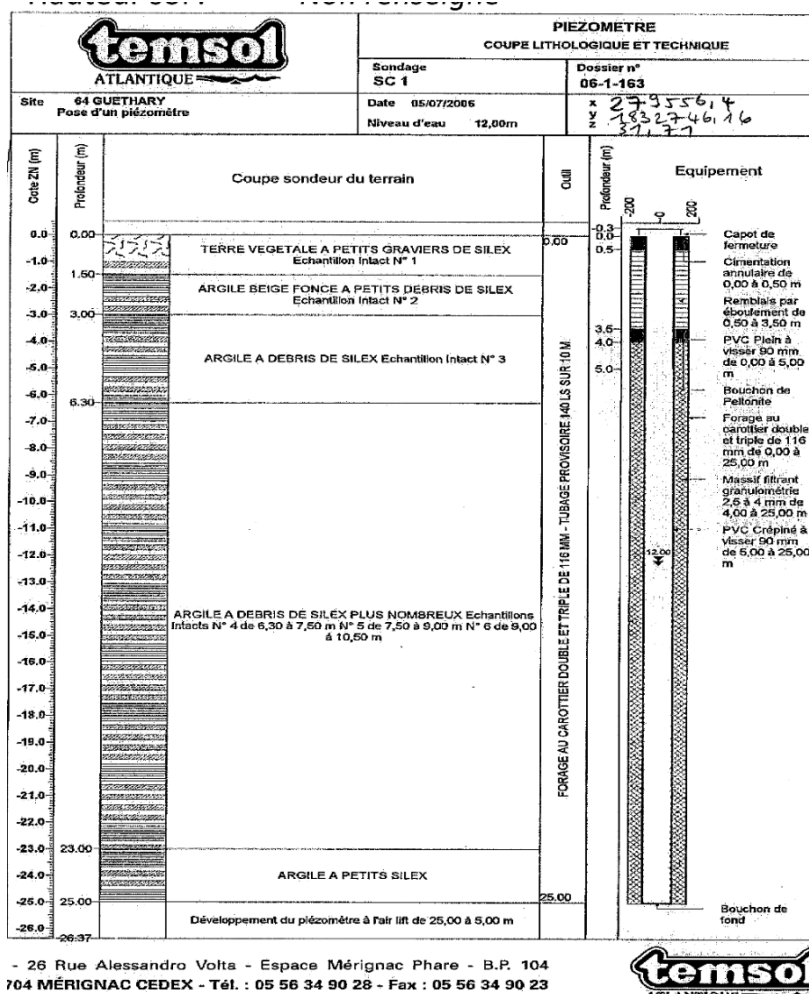 Hauteur sol : Non renseigné
temsol
ATLANTIQUE
PIEZOMETRE
COUPE LITHOLOGIQUE ET TECHNIQUE
Sondage
SC 1
Dossier n°
06-1-163
Site 64 GUETHARY
Pose d'un piézomètre
Date 05/07/2006
Niveau d'eau 12,00m
x 279556,4
y 1832746,16
z 31,71
Cote ZN (m)
Profondeur (m)
Coupe sondeur du terrain
Outil
Profondeur (m)
Equipement
-200
-0
200
0.0
-1.0
-2.0
-3.0
-4.0
-5.0
-6.0
-7.0
-8.0
-9.0
-10.0
-11.0
-12.0
-13.0
-14.0
-15.0
-16.0
-17.0
-18.0
-19.0
-20.0
-21.0
-22.0
-23.0
-24.0
-25.0
-26.0
0.00
1.50
3.00
6.30
23.00
25.00
26.37
TERRE VEGETALE A PETITS GRAVIERS DE SILEX
Echantillon Intact N° 1
ARGILE BEIGE FONCE A PETITS DEBRIS DE SILEX
Echantillon Intact N° 2
ARGILE A DEBRIS DE SILEX Echantillon Intact N° 3
ARGILE A DEBRIS DE SILEX PLUS NOMBREUX Echantillons
Intacts N° 4 de 6,30 à 7,50 m N° 5 de 7,50 à 9,00 m N° 6 de 9,00
à 10,50 m
ARGILE A PETITS SILEX
Développement du piézomètre à l'air lift de 25,00 à 5,00 m
0.00
FORAGE AU CAROTTIER DOUBLE ET TRIPLE DE 116 MM - TUBAGE PROVISOIRE 140 LS SUR 10 M
25.00
-0.3
0.0
0.5
3.5
4.0
5.0
12.00
Capot de
fermeture
Cimentation
annulaire de
0,00 à 0,50 m
Remblais par
éboulement de
0,50 à 3,50 m
PVC Plein à
visser 90 mm
de 0,00 à 5,00
m
Bouchon de
Peltonite
Forage au
carottier double
et triple de 116
mm de 0,00 à
25,00 m
Massif filtrant
granulométrie
2,5 à 4 mm de
4,00 à 25,00 m
PVC Crépiné à
visser 90 mm
de 5,00 à 25,00
m
Bouchon de
fond
- 26 Rue Alessandro Volta - Espace Mérignac Phare - B.P. 104
704 MÉRIGNAC CEDEX - Tél. : 05 56 34 90 28 - Fax : 05 56 34 90 23
temsol